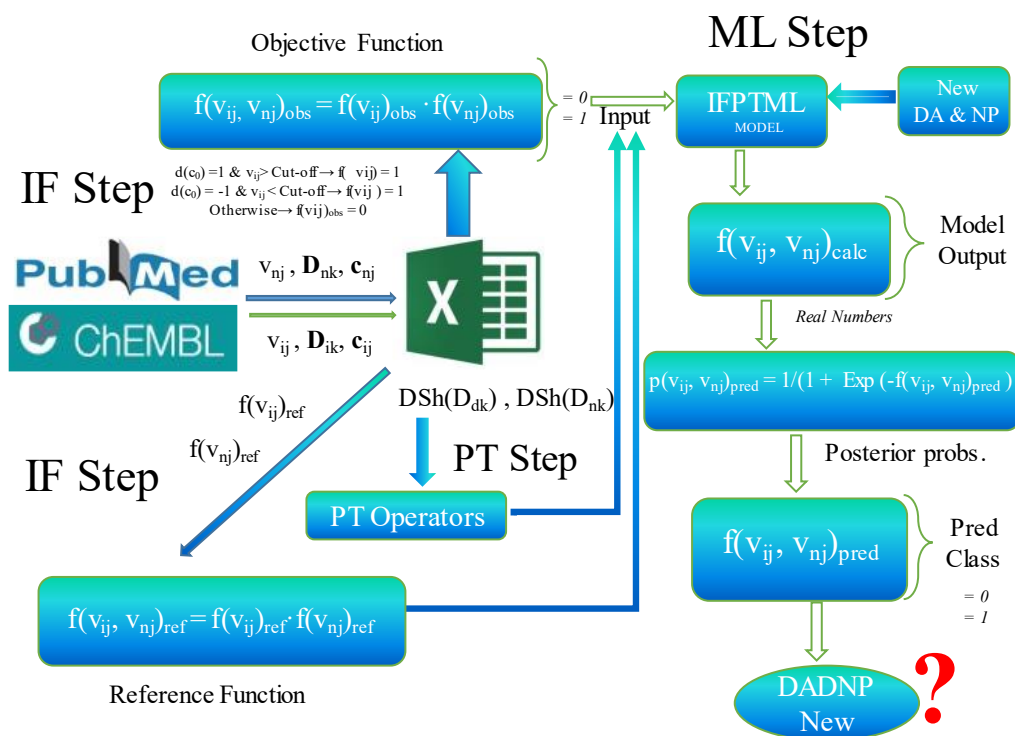 Objective Function
ML Step
f(vij, vnj)obs = f(vij)obs · f(vnj)obs
= 0
= 1
Input
IFPTML
MODEL
New
DA & NP
IF Step
d(c0) =1 & vij> Cut-off→ f( vij) = 1
d(c0) = -1 & vij < Cut-off→ f(vij ) = 1
Otherwise→ f(vij)obs = 0
PubMed
ChEMBL
vnj , Dnk, cnj
vij , Dik, cij
X
f(vij, vnj)calc
Model
Output
Real Numbers
p(vij, vnj)pred = 1/(1 + Exp (-f(vij, vnj)pred )
Posterior probs.
f(vij)ref
f(vnj)ref
DSh(Ddk) , DSh(Dnk)
IF Step
PT Step
PT Operators
f(vij, vnj)pred
Pred
Class
= 0
= 1
f(vij, vnj)ref = f(vij)ref·f(vnj)ref
Reference Function
DADNP
New
?